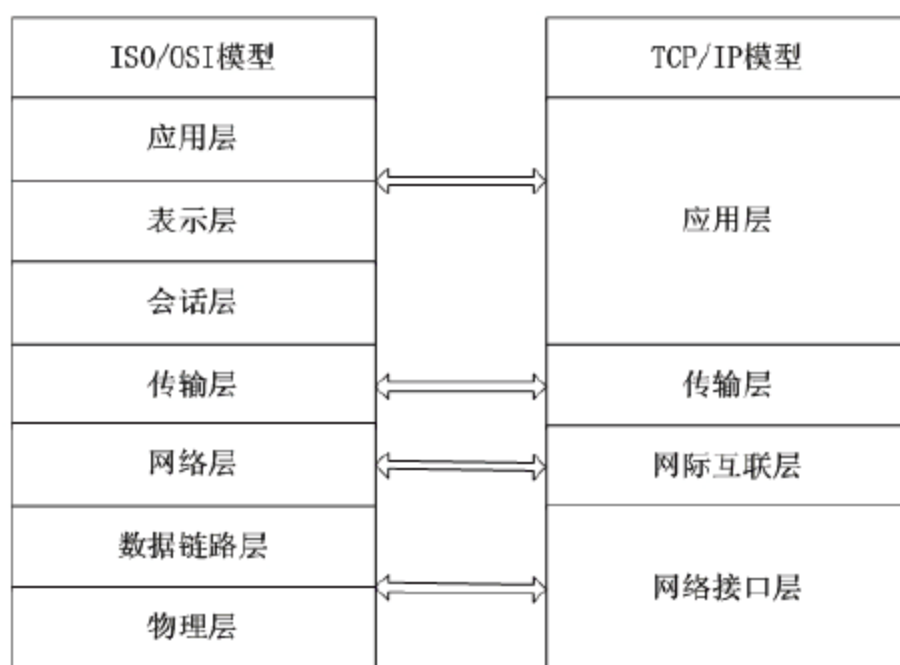 ISO/OSI模型
应用层
表示层
会话层
传输层
网络层
数据链路层
物理层
TCP/IP模型
应用层
传输层
网际互联层
网络接口层